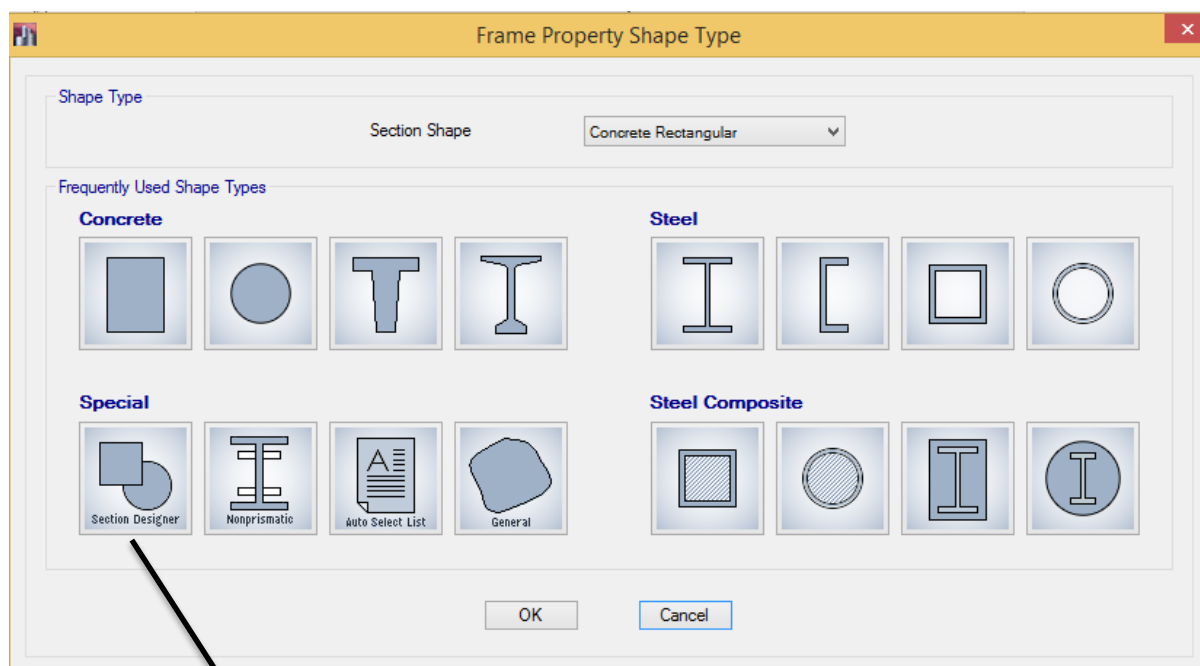 Frame Property Shape Type
Shape Type
Section Shape
Concrete Rectangular
Frequently Used Shape Types
Concrete
Steel
Special
Steel Composite
Section Designer
Nonprismatic
A
Auto Select List
General
OK
Cancel